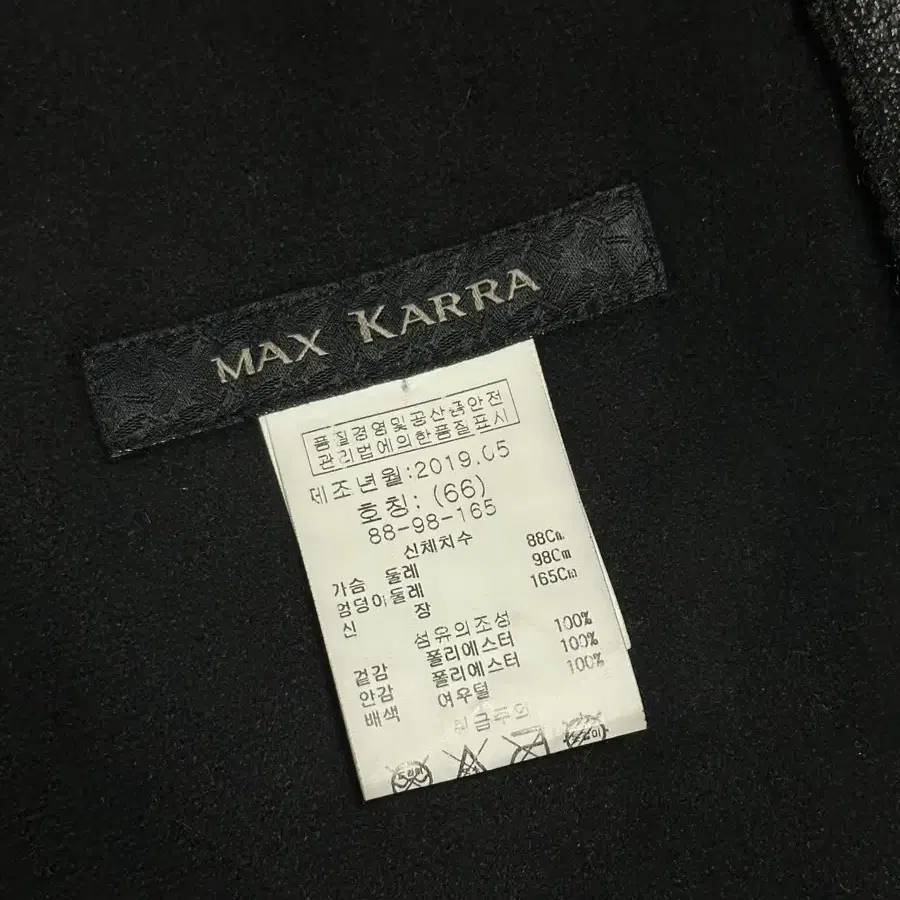 MAX KARRA
품질경영및공산품안전
관리법에의한품질표시
제조년월:2019.05
호칭:(66)
88-98-165
신체치수
가슴 둘레 88Cm
엉덩이둘레 98Cm
신 장 165Cm
섬유의조성
겉감 폴리에스터 100%
안감 폴리에스터 100%
배색 여우털 100%
취급주의
드라이